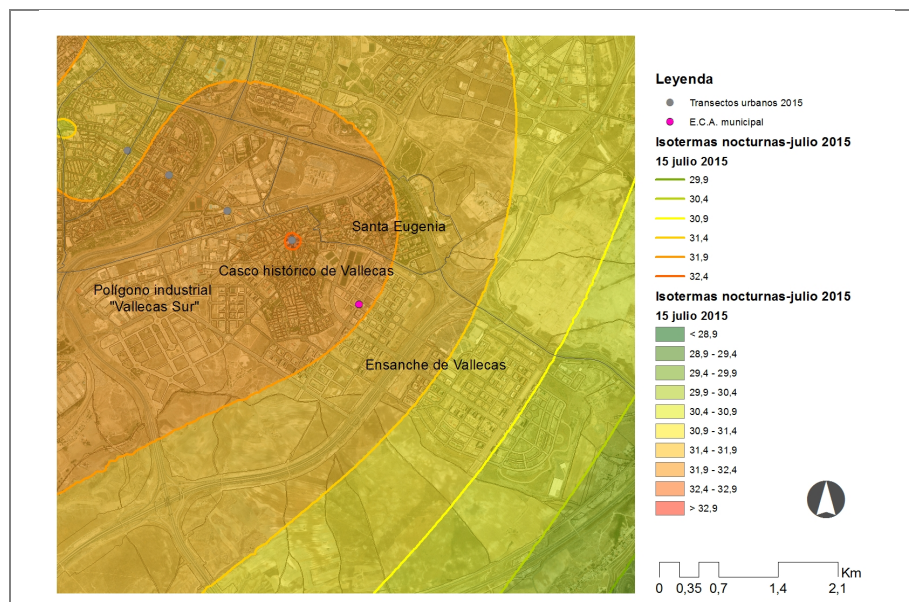 Santa Eugenia
Casco histórico de Vallecas
Polígono industrial
"Vallecas Sur"
Ensanche de Vallecas
Leyenda
Transectos urbanos 2015
E.C.A. municipal
Isotermas nocturnas-julio 2015
15 julio 2015
29,9
30,4
30,9
31,4
31,9
32,4
Isotermas nocturnas-julio 2015
15 julio 2015
< 28,9
28,9 - 29,4
29,4 - 29,9
29,9 - 30,4
30,4 - 30,9
30,9 - 31,4
31,4 - 31,9
31,9 - 32,4
32,4 - 32,9
> 32,9
Km
0 0,35 0,7 1,4 2,1